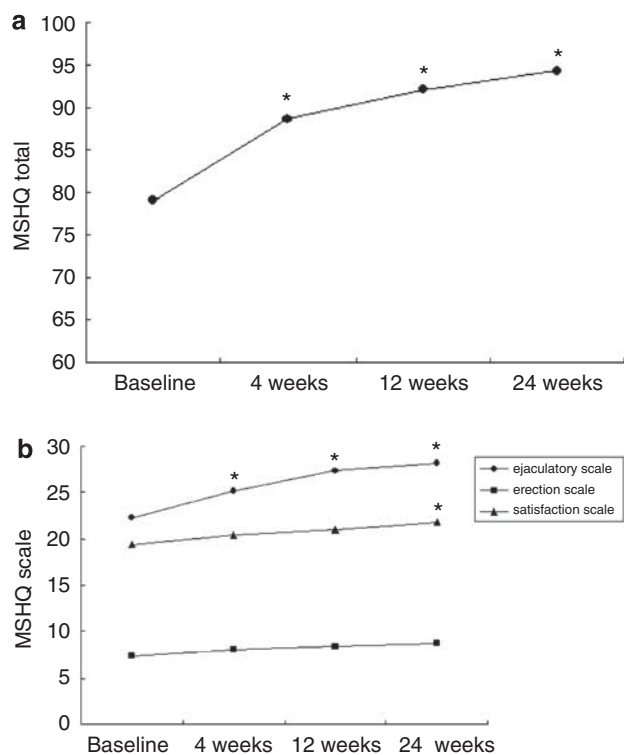 a
100
95
90
85
80
75
70
65
60
MSHQ total
* * *
Baseline 4 weeks 12 weeks 24 weeks
b
30
25
20
15
10
5
0
MSHQ scale
* * *
*
ejaculatory scale
erection scale
satisfaction scale
Baseline 4 weeks 12 weeks 24 weeks